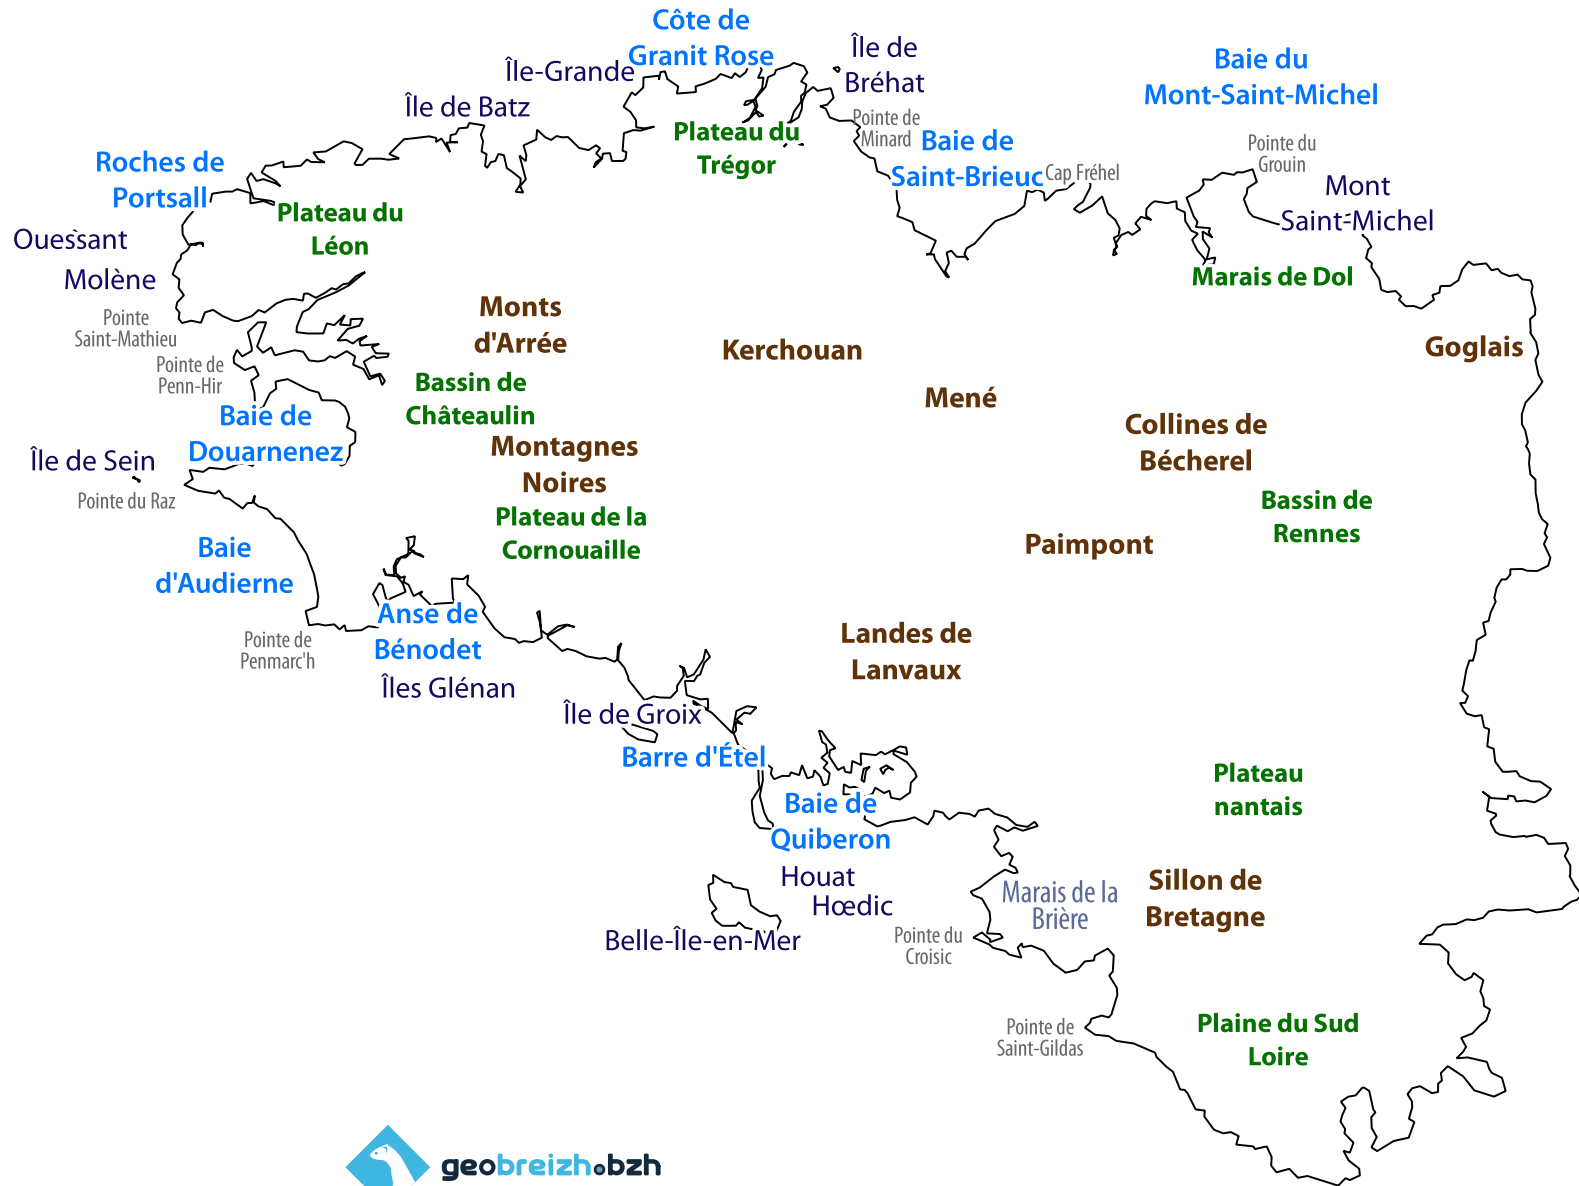 Côte de
Granit Rose
Île-Grande
Île de
Bréhat
Baie du
Mont-Saint-Michel
Île de Batz
Plateau du
Trégor
Pointe de
Minard
Baie de
Saint-Brieuc
Cap Fréhel
Pointe du
Grouin
Mont
Saint-Michel
Roches de
Portsall
Plateau du
Léon
Ouessant
Molène
Marais de Dol
Pointe
Saint-Mathieu
Monts
d'Arrée
Kerchouan
Goglais
Pointe de
Penn-Hir
Bassin de
Châteaulin
Mené
Baie de
Douarnenez
Collines de
Bécherel
Montagnes
Noires
Île de Sein
Pointe du Raz
Plateau de la
Cornouaille
Bassin de
Rennes
Baie
d'Audierne
Paimpont
Anse de
Bénodet
Pointe de
Penmarc'h
Landes de
Lanvaux
Îles Glénan
Île de Groix
Barre d'Étel
Plateau
nantais
Baie de
Quiberon
Houat
Hœdic
Belle-Île-en-Mer
Marais de la
Brière
Sillon de
Bretagne
Pointe du
Croisic
Pointe de
Saint-Gildas
Plaine du Sud
Loire
geobreizh.bzh